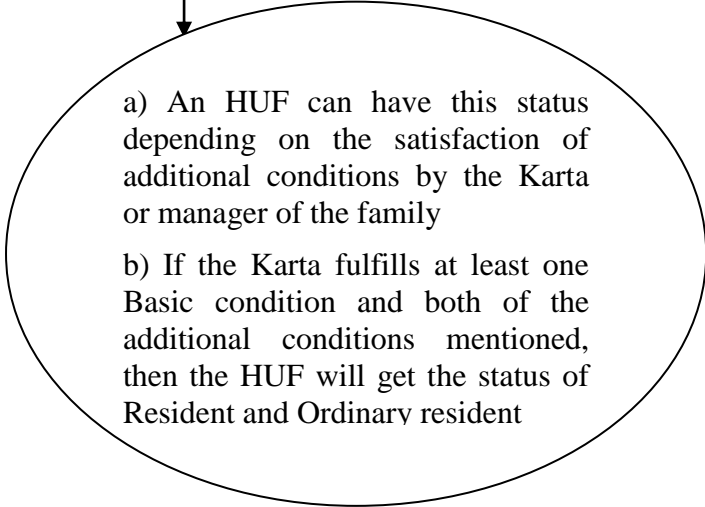 a) An HUF can have this status
depending on the satisfaction of
additional conditions by the Karta
or manager of the family
b) If the Karta fulfills at least one
Basic condition and both of the
additional conditions mentioned,
then the HUF will get the status of
Resident and Ordinary resident